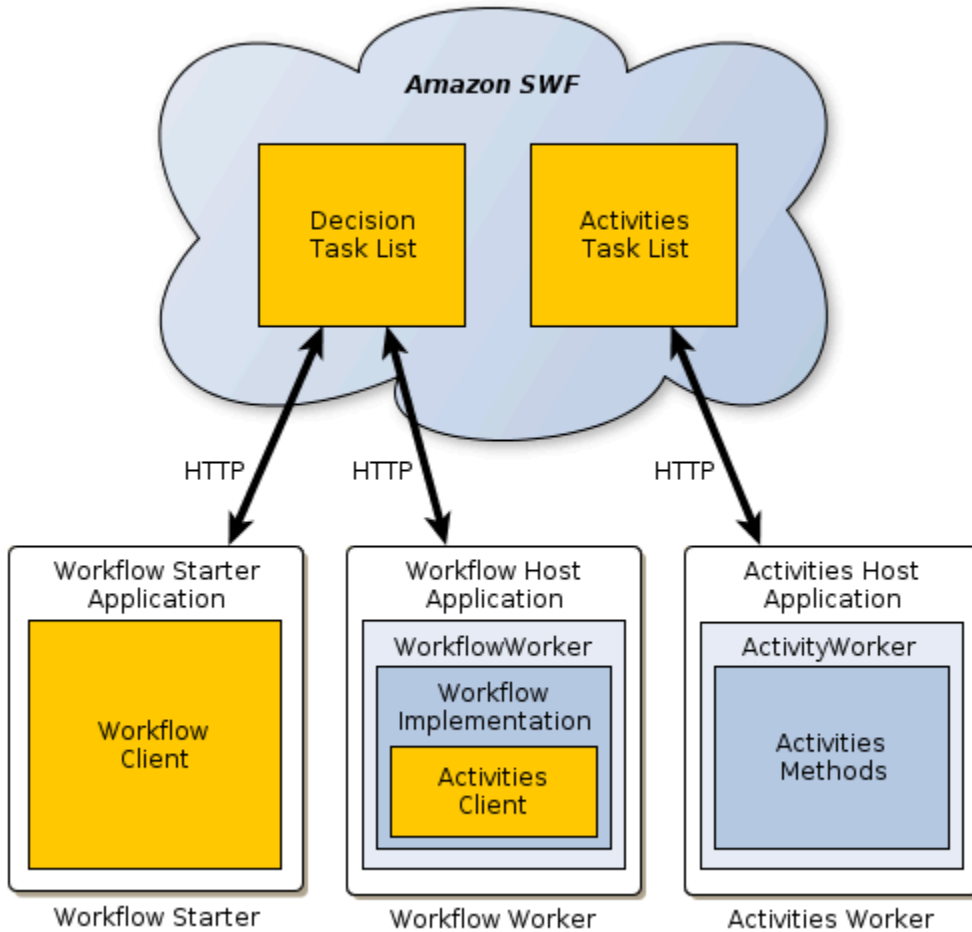 Amazon SWF
Decision
Task List
Activities
Task List
HTTP
HTTP
HTTP
Workflow Starter
Application
Workflow
Client
Workflow Starter
Workflow Host
Application
WorkflowWorker
Workflow
Implementation
Activities
Client
Workflow Worker
Activities Host
Application
ActivityWorker
Activities
Methods
Activities Worker